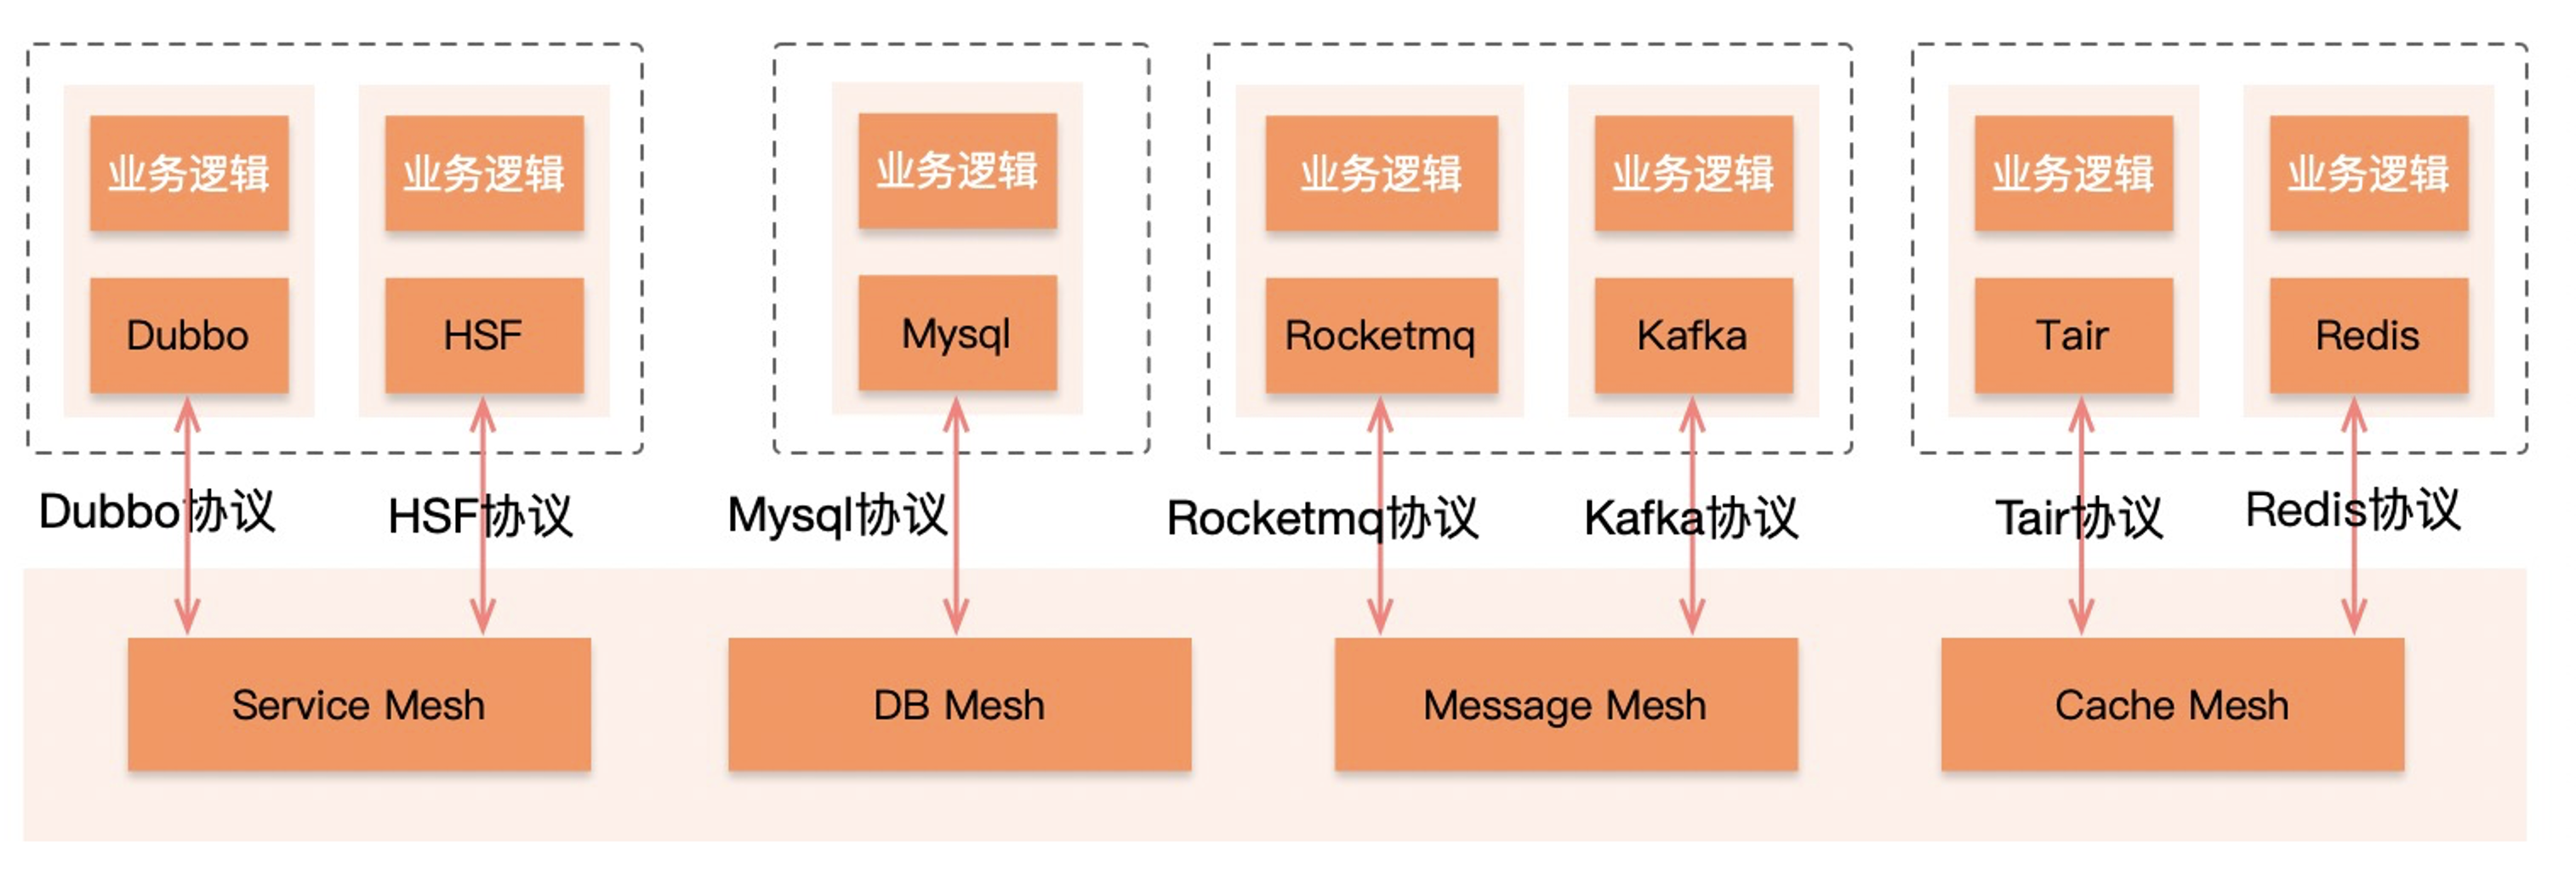 业务逻辑
业务逻辑
业务逻辑
业务逻辑
业务逻辑
业务逻辑
业务逻辑
Dubbo
HSF
Mysql
Rocketmq
Kafka
Tair
Redis
Dubbo协议
HSF协议
Mysql协议
Rocketmq协议
Kafka协议
Tair协议
Redis协议
Service Mesh
DB Mesh
Message Mesh
Cache Mesh